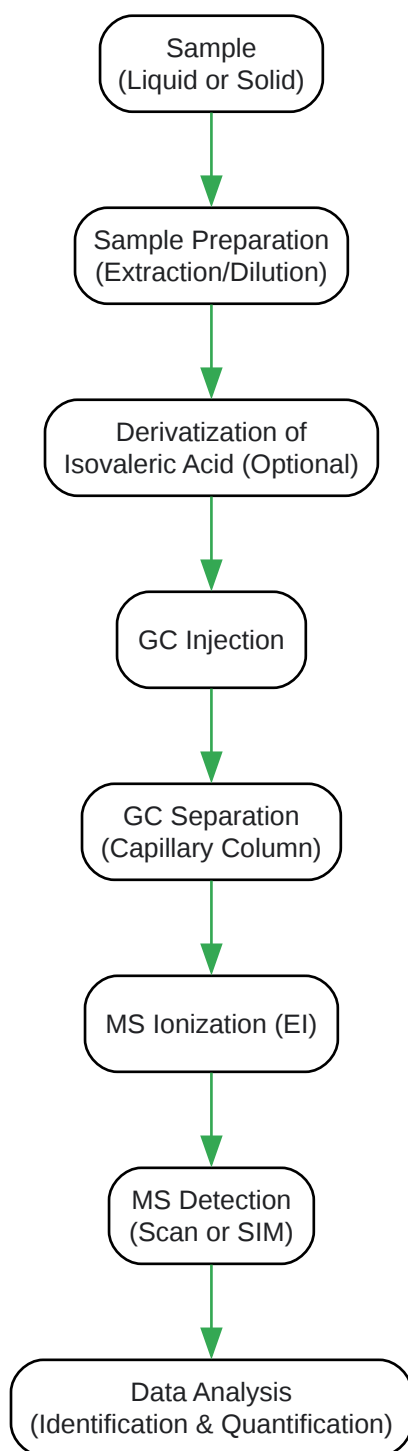 Sample
(Liquid or Solid)
Sample Preparation
(Extraction/Dilution)
Derivatization of
Isovaleric Acid (Optional)
GC Injection
GC Separation
(Capillary Column)
MS Ionization (EI)
MS Detection
(Scan or SIM)
Data Analysis
(Identification & Quantification)